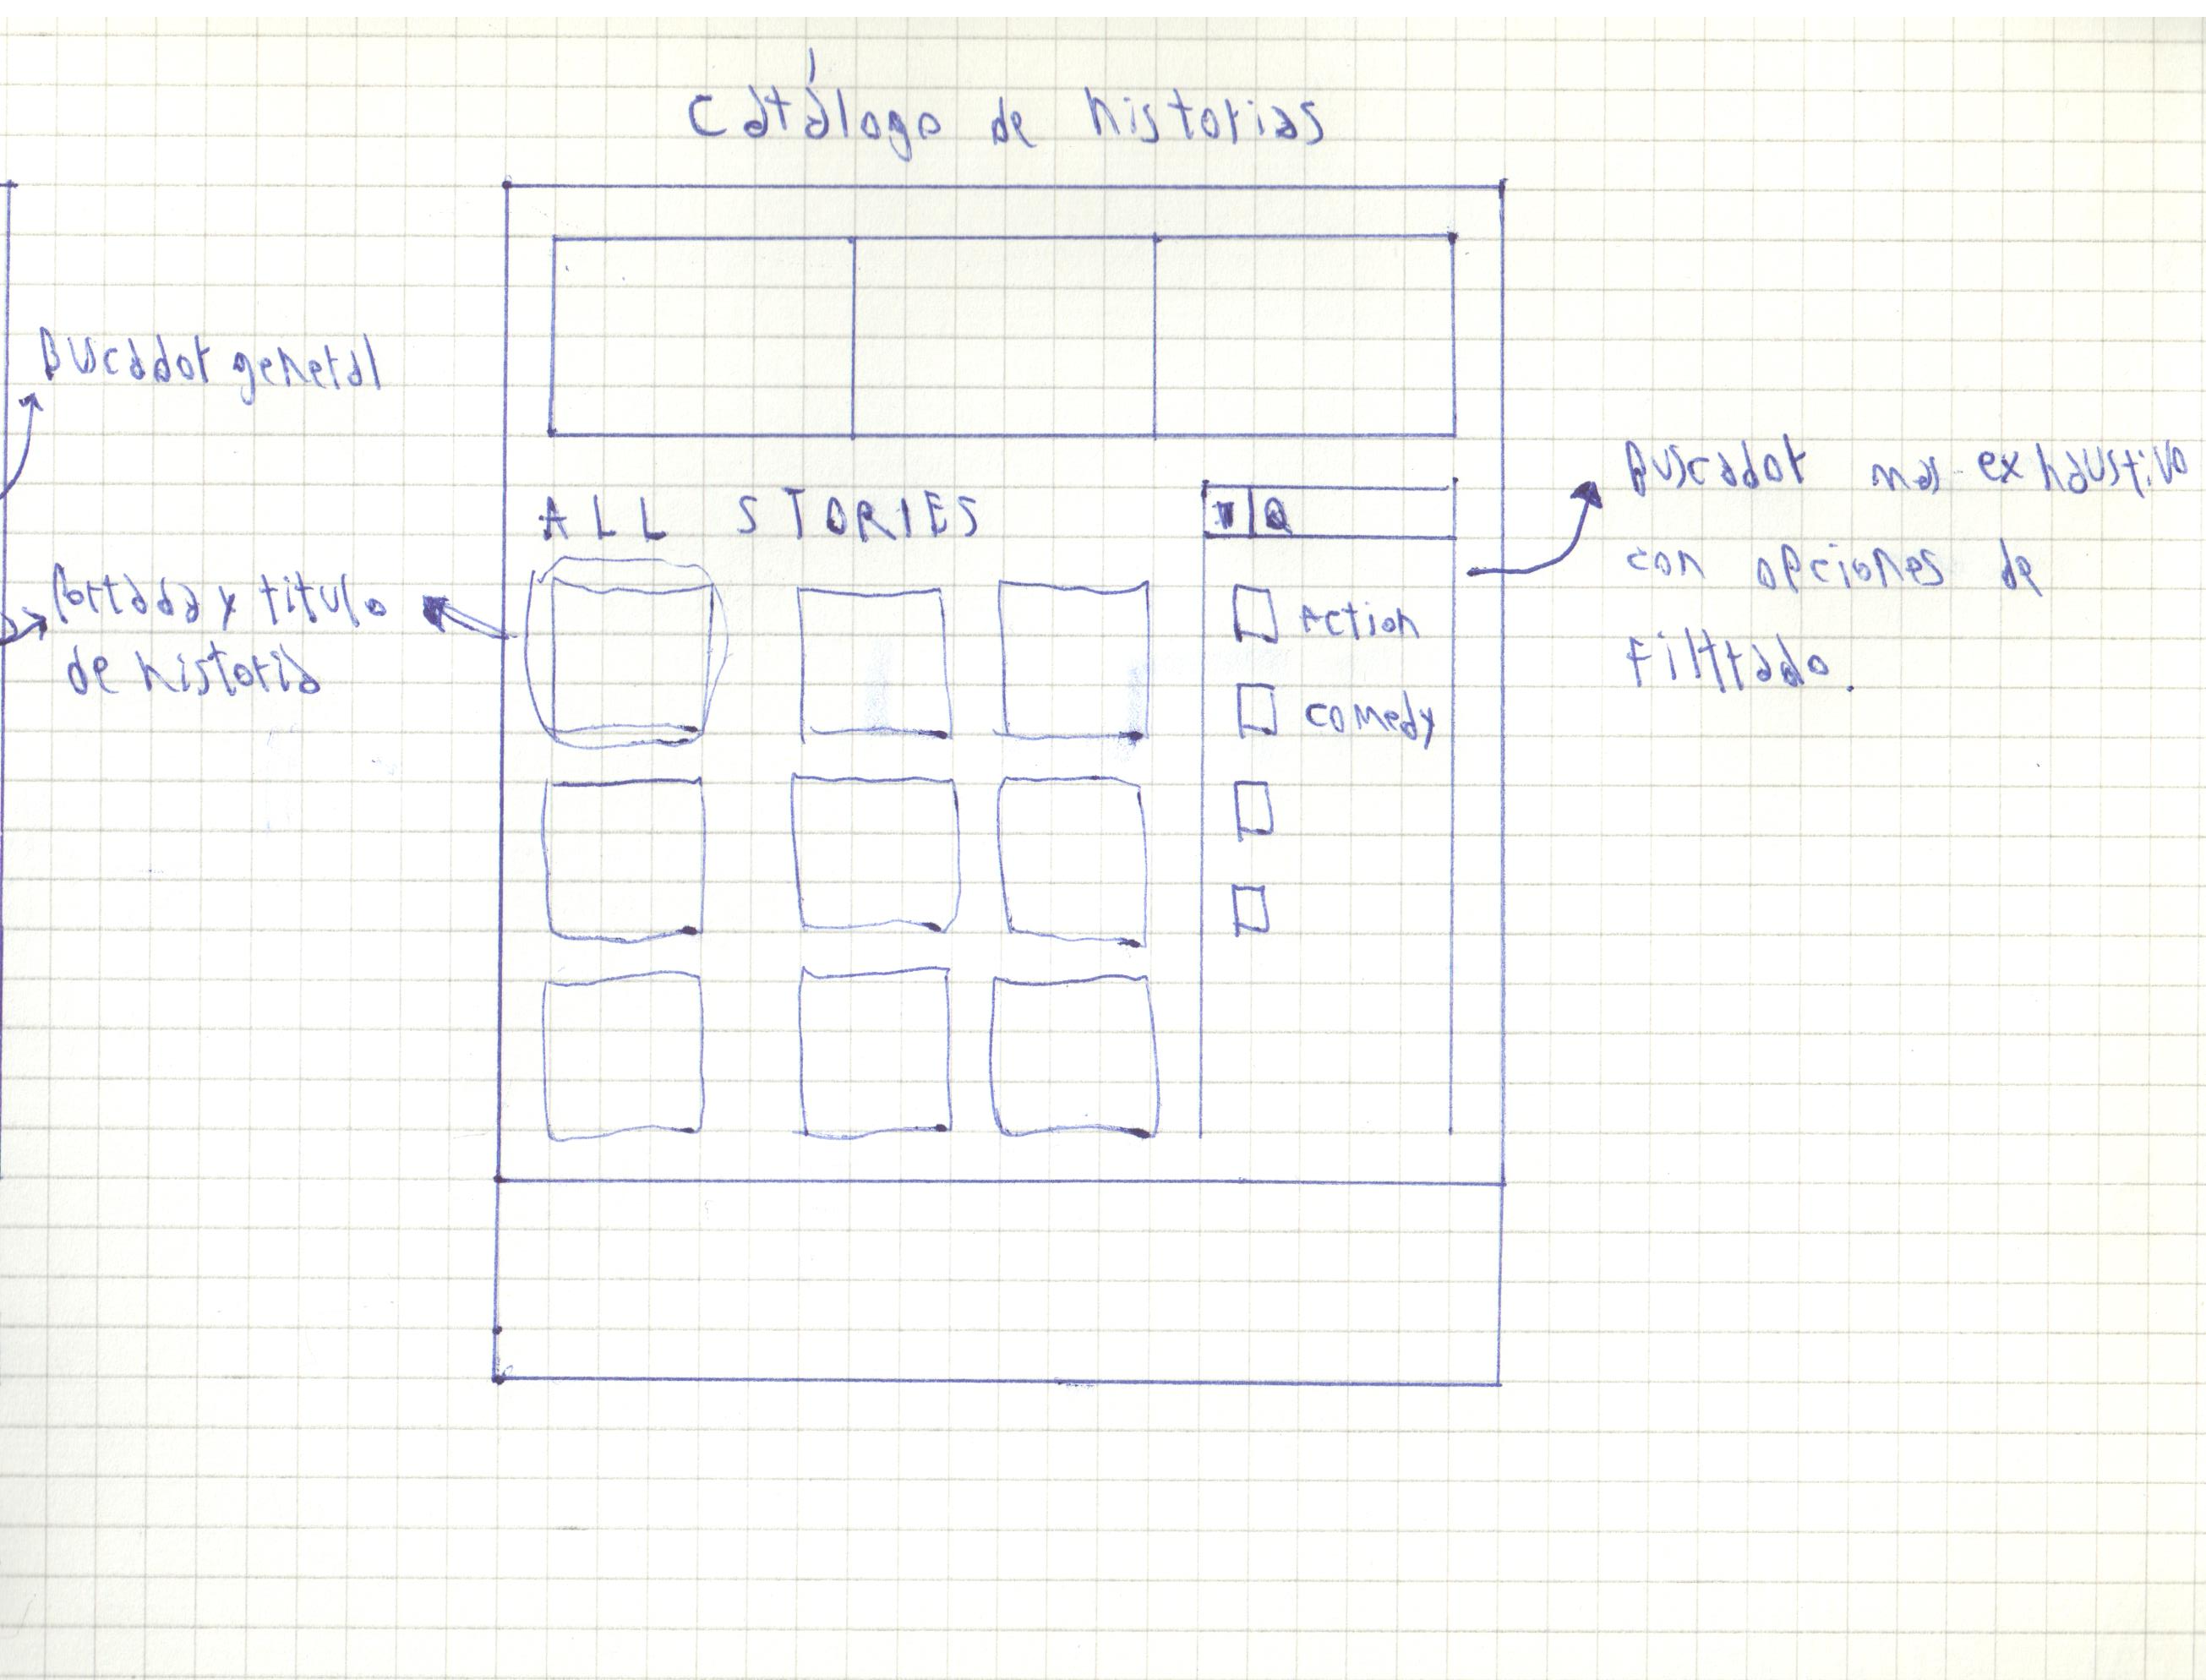 Catálogo de historias
Buscador general
Portada y titulo
de historia
ALL STORIES
Action
comedy
Buscador mas exhaustivo
con opciones de
Filtrado.